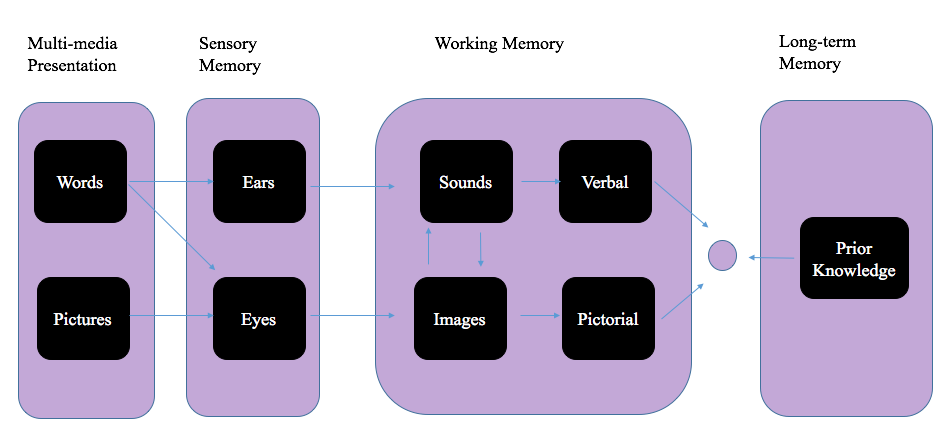 Multi-media
Presentation
Sensory
Memory
Working Memory
Long-term
Memory
Words
Ears
Sounds
Verbal
Prior
Knowledge
Pictures
Eyes
Images
Pictorial